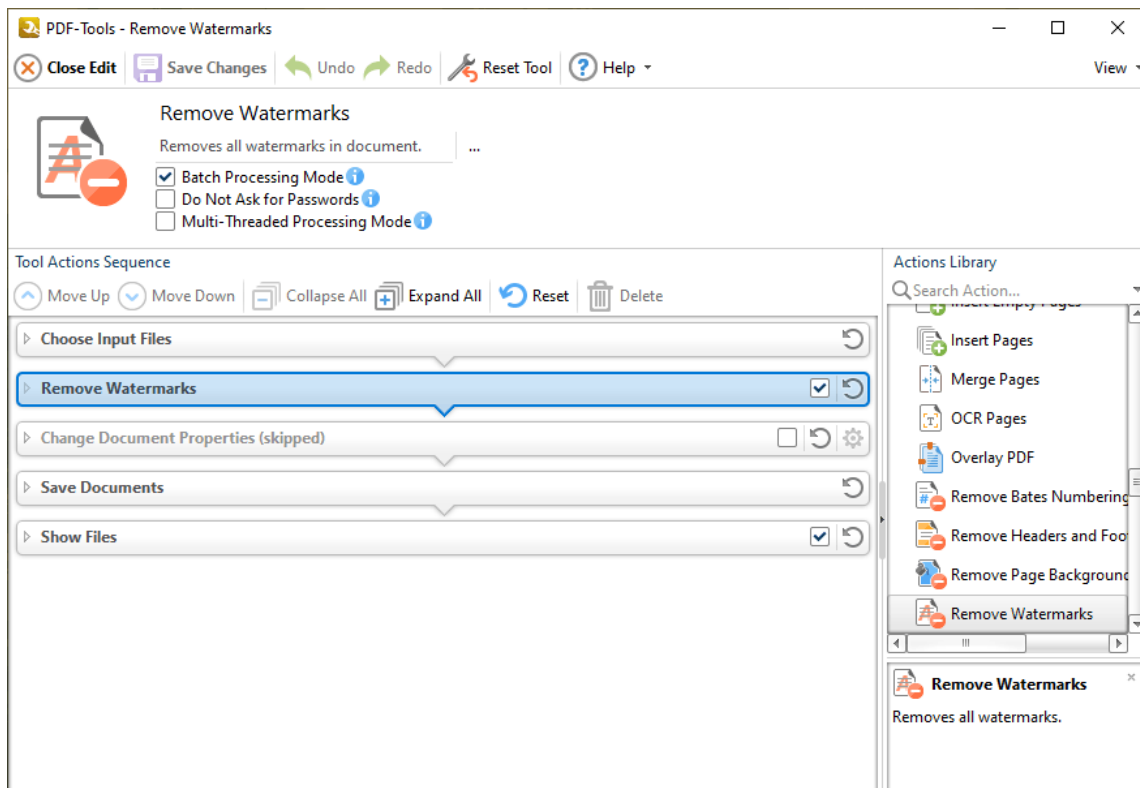 PDF-Tools - Remove Watermarks
Close Edit Save Changes Undo Redo Reset Tool Help View
Remove Watermarks
Removes all watermarks in document. ...
Batch Processing Mode
Do Not Ask for Passwords
Multi-Threaded Processing Mode
Tool Actions Sequence
Move Up Move Down Collapse All Expand All Reset Delete
Choose Input Files
Remove Watermarks
Change Document Properties (skipped)
Save Documents
Show Files
Actions Library
Search Action...
Insert Empty Pages
Insert Pages
Merge Pages
OCR Pages
Overlay PDF
Remove Bates Numbering
Remove Headers and Foo
Remove Page Background
Remove Watermarks
Remove Watermarks
Removes all watermarks.